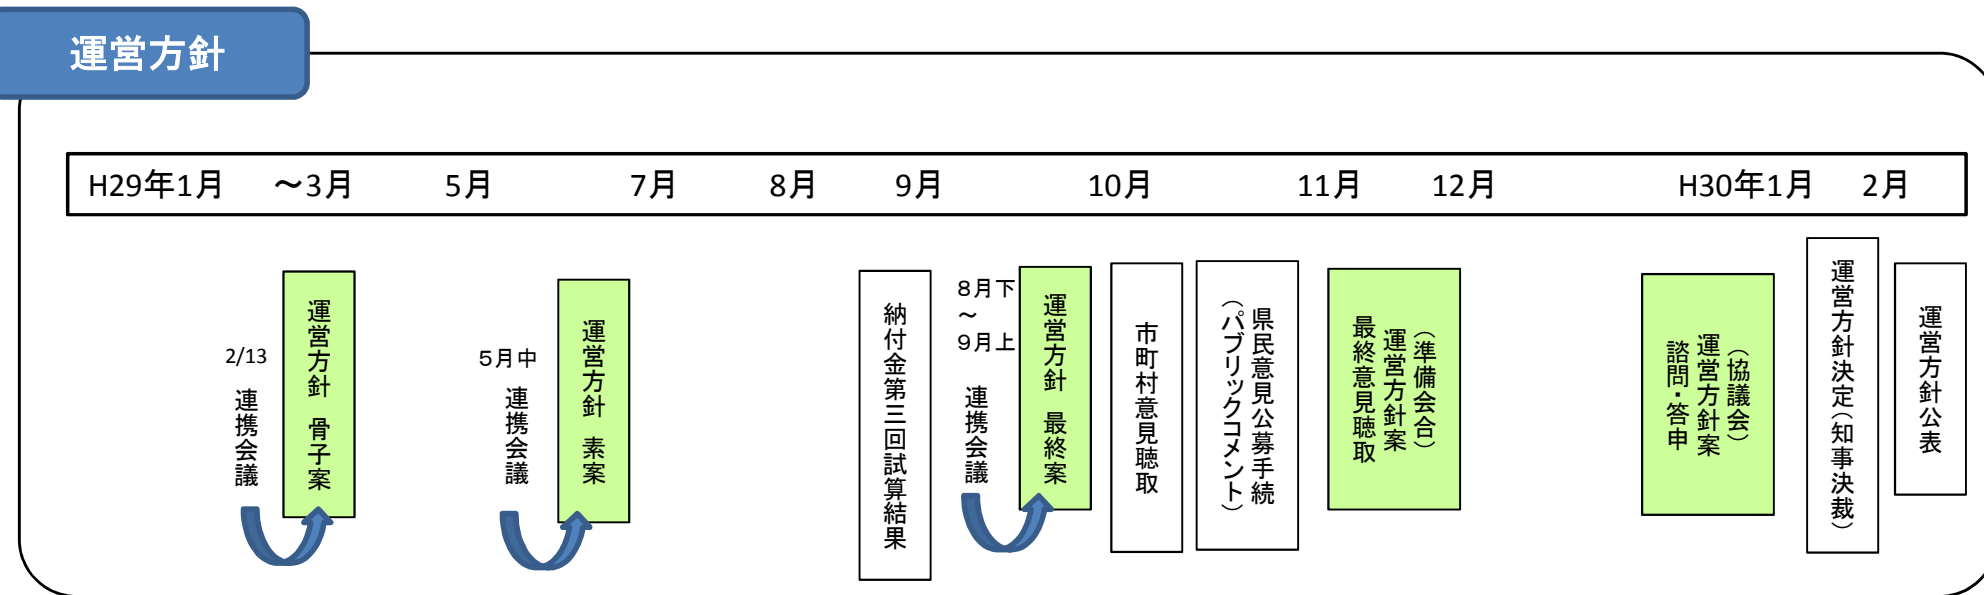 運営方針
H29年1月 ～3月 5月 7月 8月 9月 10月 11月 12月 H30年1月 2月
2/13
連携会議
運営方針 骨子案
５月中
連携会議
運営方針 素案
納付金第三回試算結果
８月下
～
９月上
連携会議
運営方針 最終案
市町村意見聴取
県民意見公募手続
（パブリックコメント）
（準備会合）
運営方針案
最終意見聴取
（協議会）
運営方針案
諮問・答申
運営方針決定（知事決裁）
運営方針公表